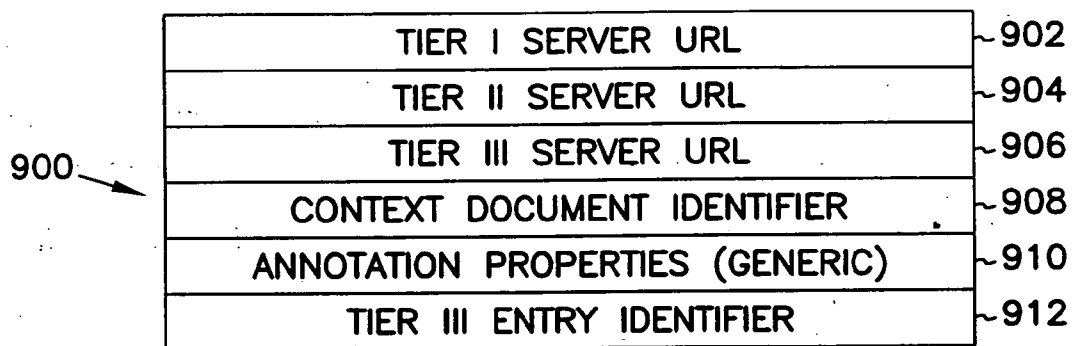 TIER I SERVER URL 902
TIER II SERVER URL 904
TIER III SERVER URL 906
900
CONTEXT DOCUMENT IDENTIFIER 908
ANNOTATION PROPERTIES (GENERIC) 910
TIER III ENTRY IDENTIFIER 912